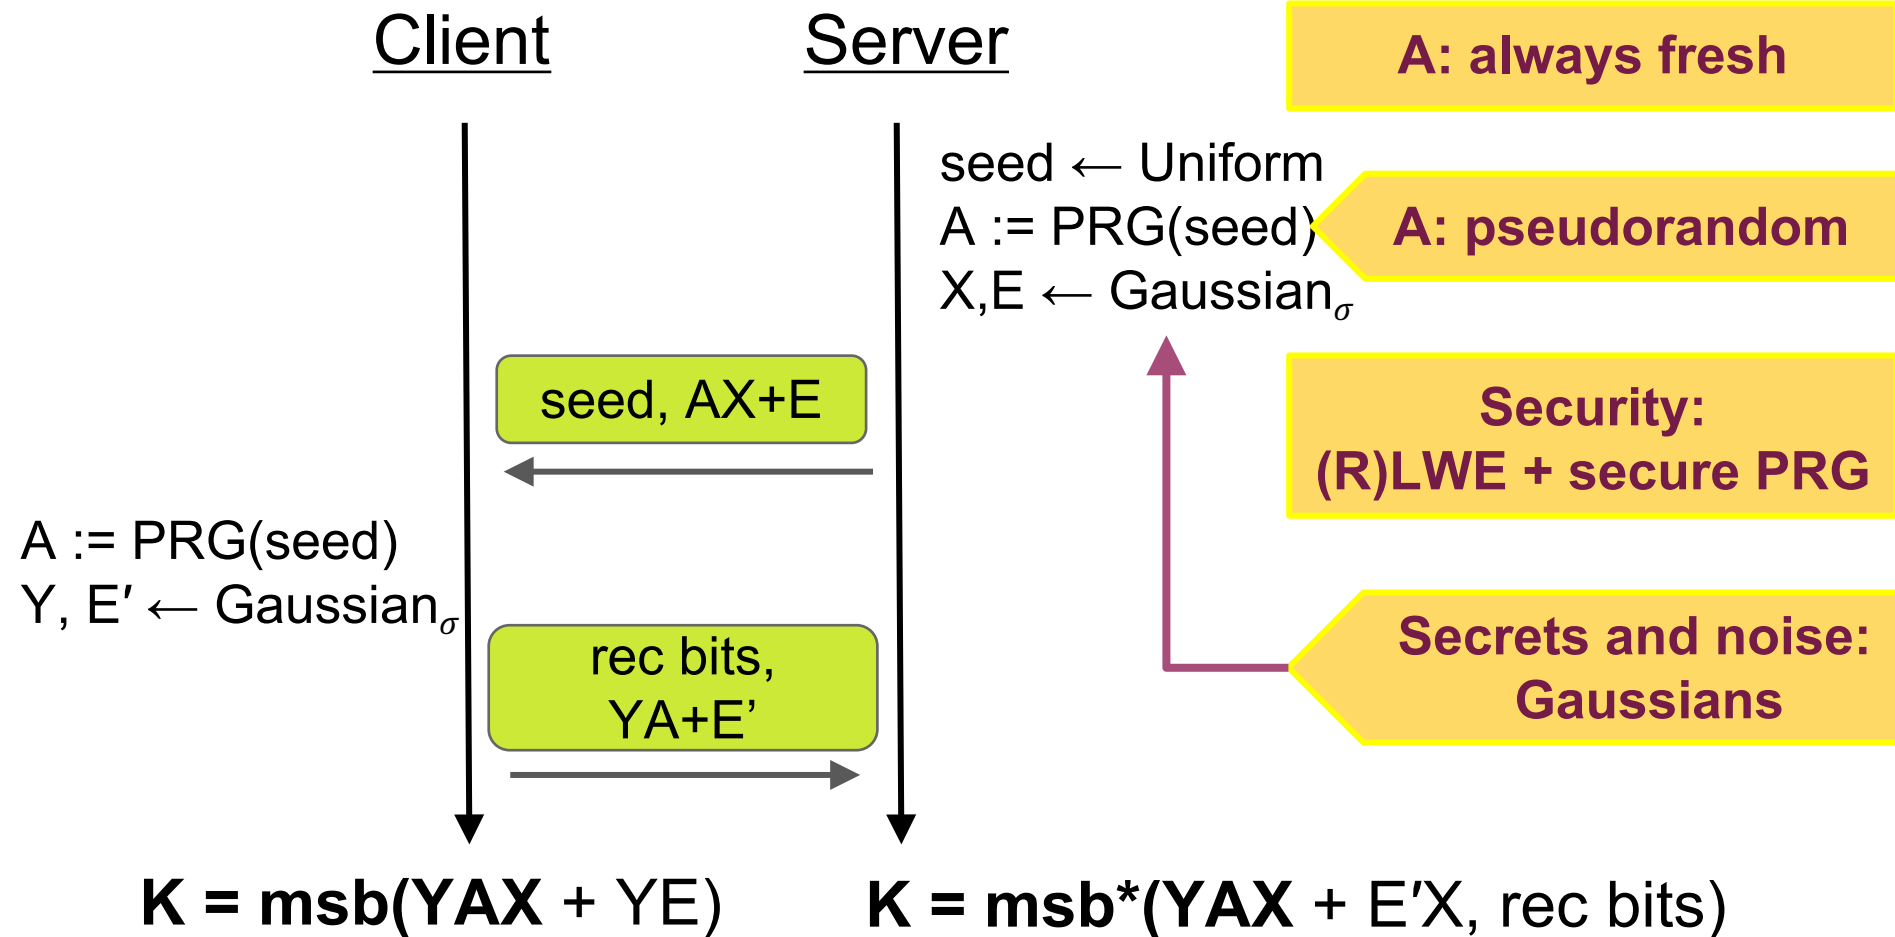 Client
Server
A: always fresh
seed ← Uniform
A := PRG(seed)
X,E ← Gaussianσ
A: pseudorandom
seed, AX+E
Security:
(R)LWE + secure PRG
A := PRG(seed)
Y, E′ ← Gaussianσ
rec bits,
YA+E’
Secrets and noise:
Gaussians
K = msb(YAX + YE)
K = msb*(YAX + E′X, rec bits)